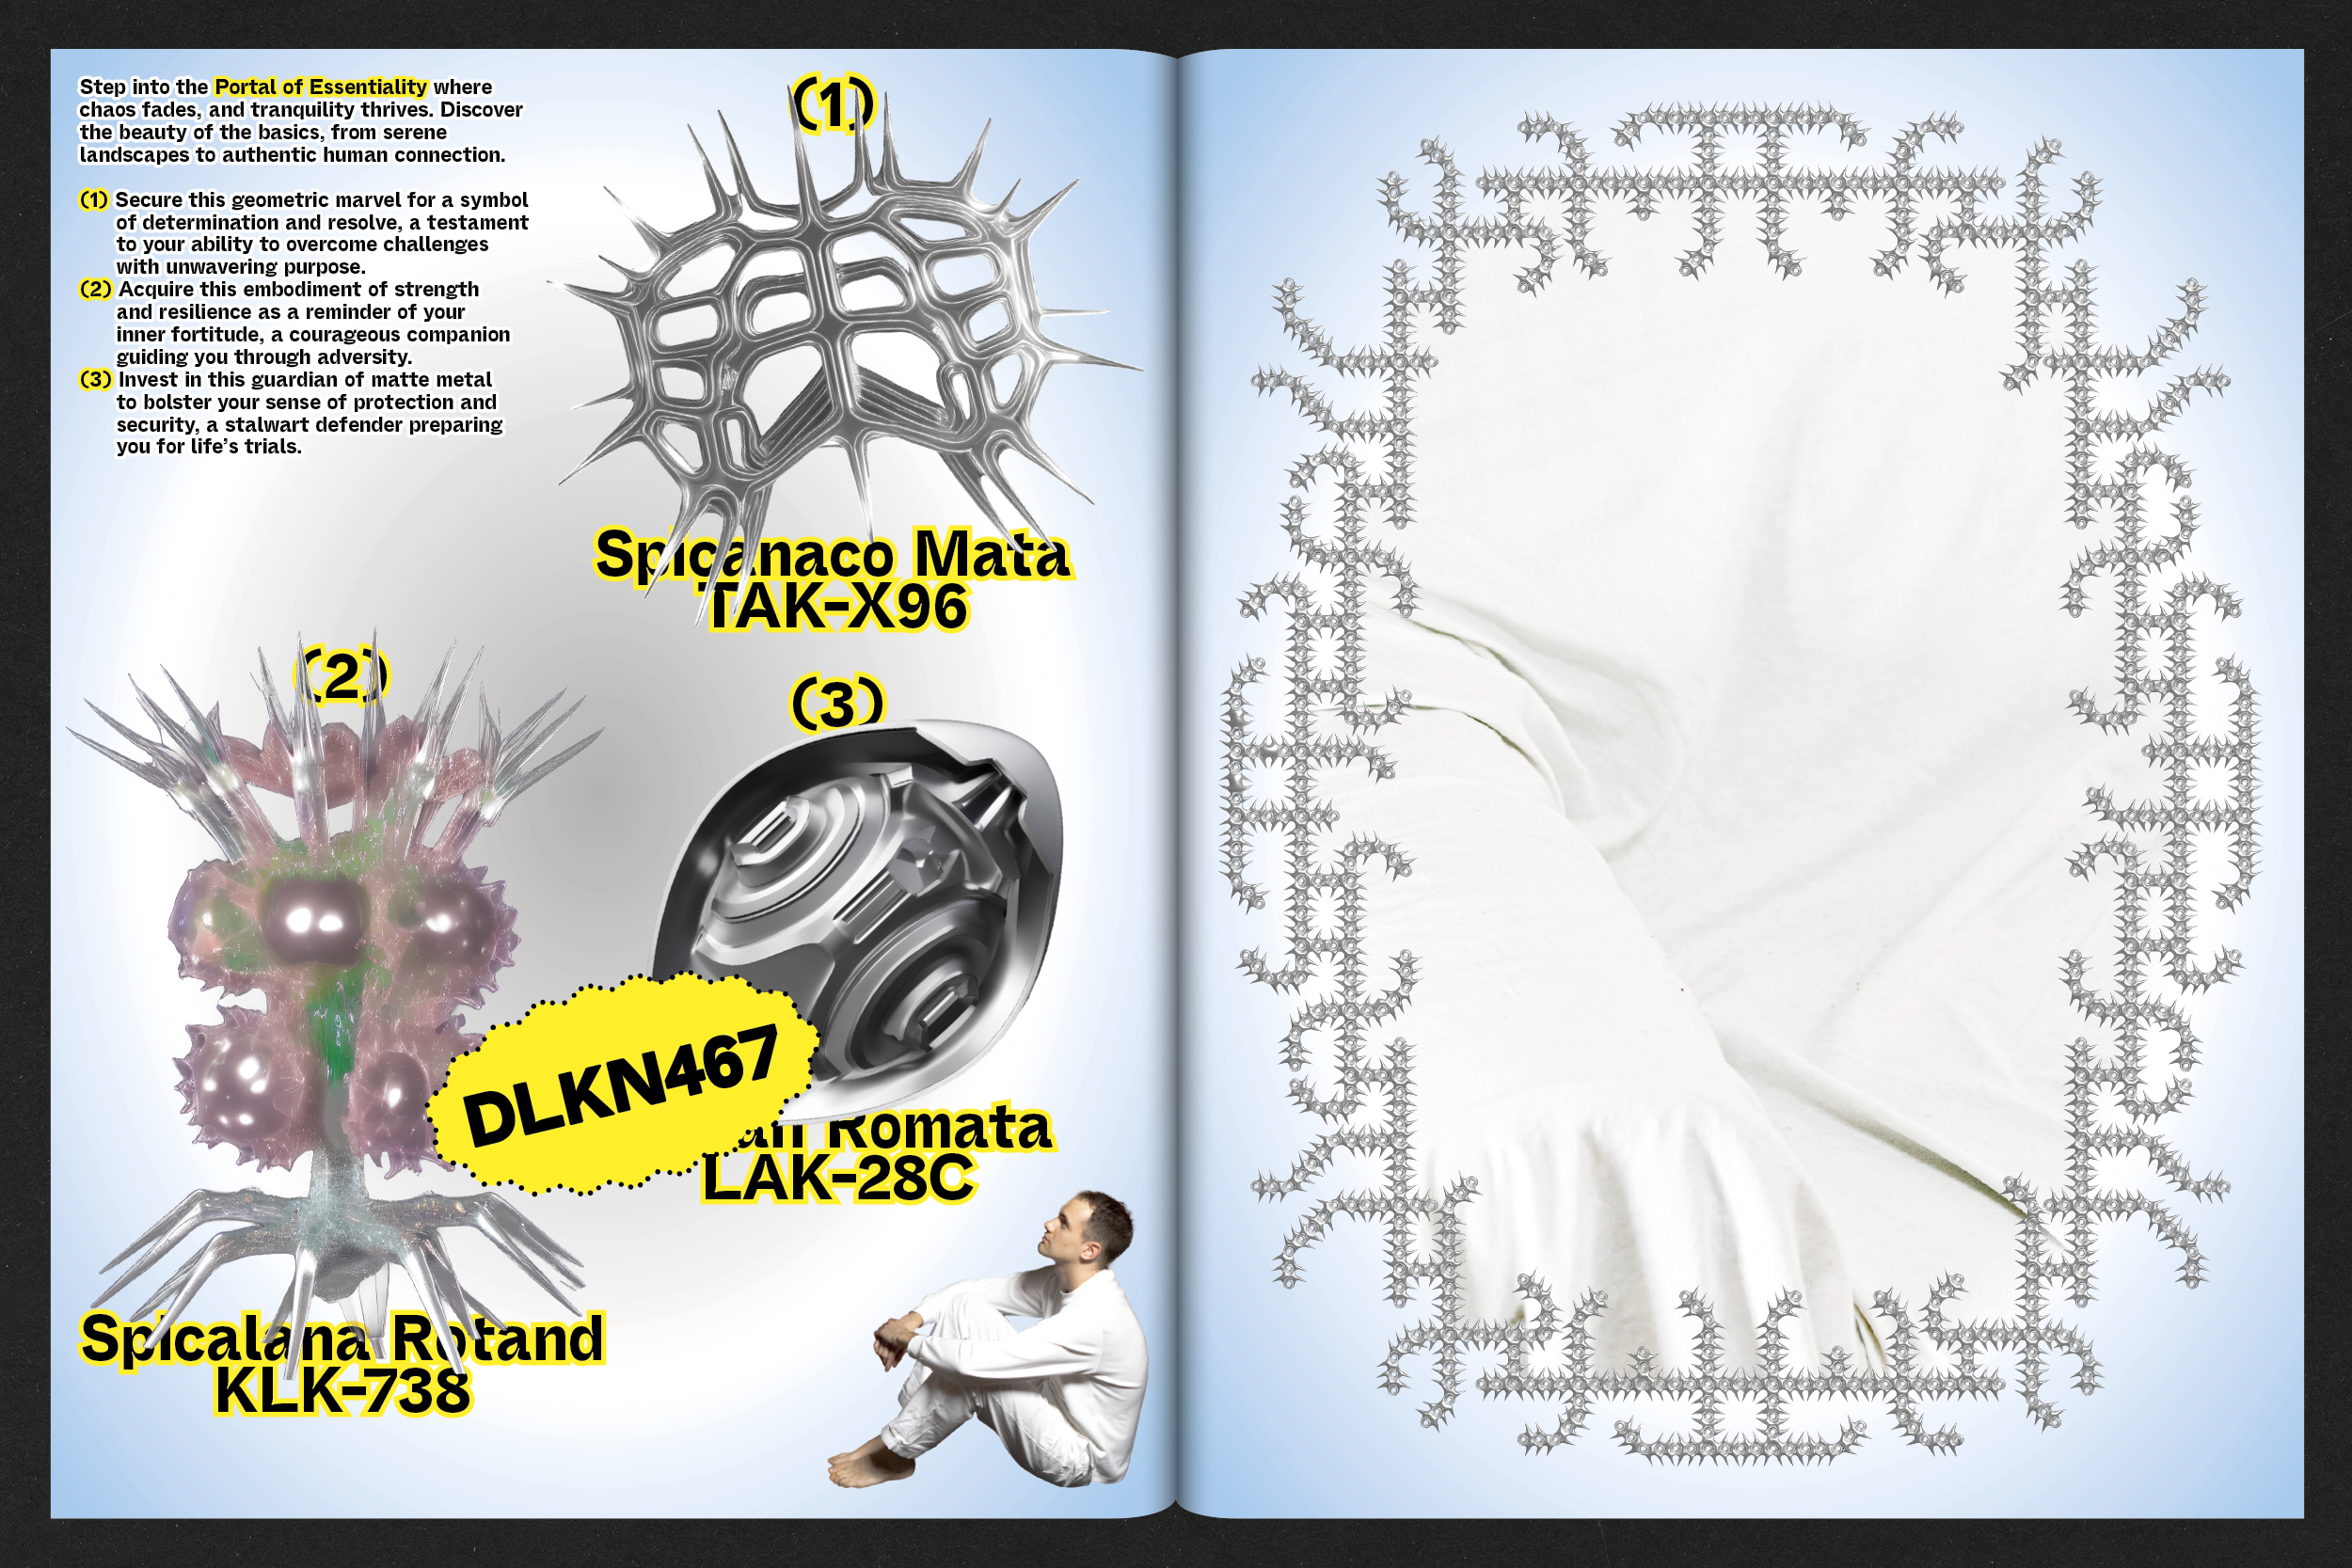 Step into the Portal of Essentiality where
chaos fades, and tranquility thrives. Discover
the beauty of the basics, from serene
landscapes to authentic human connection.
(1) Secure this geometric marvel for a symbol
of determination and resolve, a testament
to your ability to overcome challenges
with unwavering purpose.
(2) Acquire this embodiment of strength
and resilience as a reminder of your
inner fortitude, a courageous companion
guiding you through adversity.
(3) Invest in this guardian of matte metal
to bolster your sense of protection and
security, a stalwart defender preparing
you for life's trials.
(1)
Spicanaco Mata
TAK-X96
(2)
Spicalana Rotand
KLK-738
(3)
DLKN467
Romata
LAK-28C